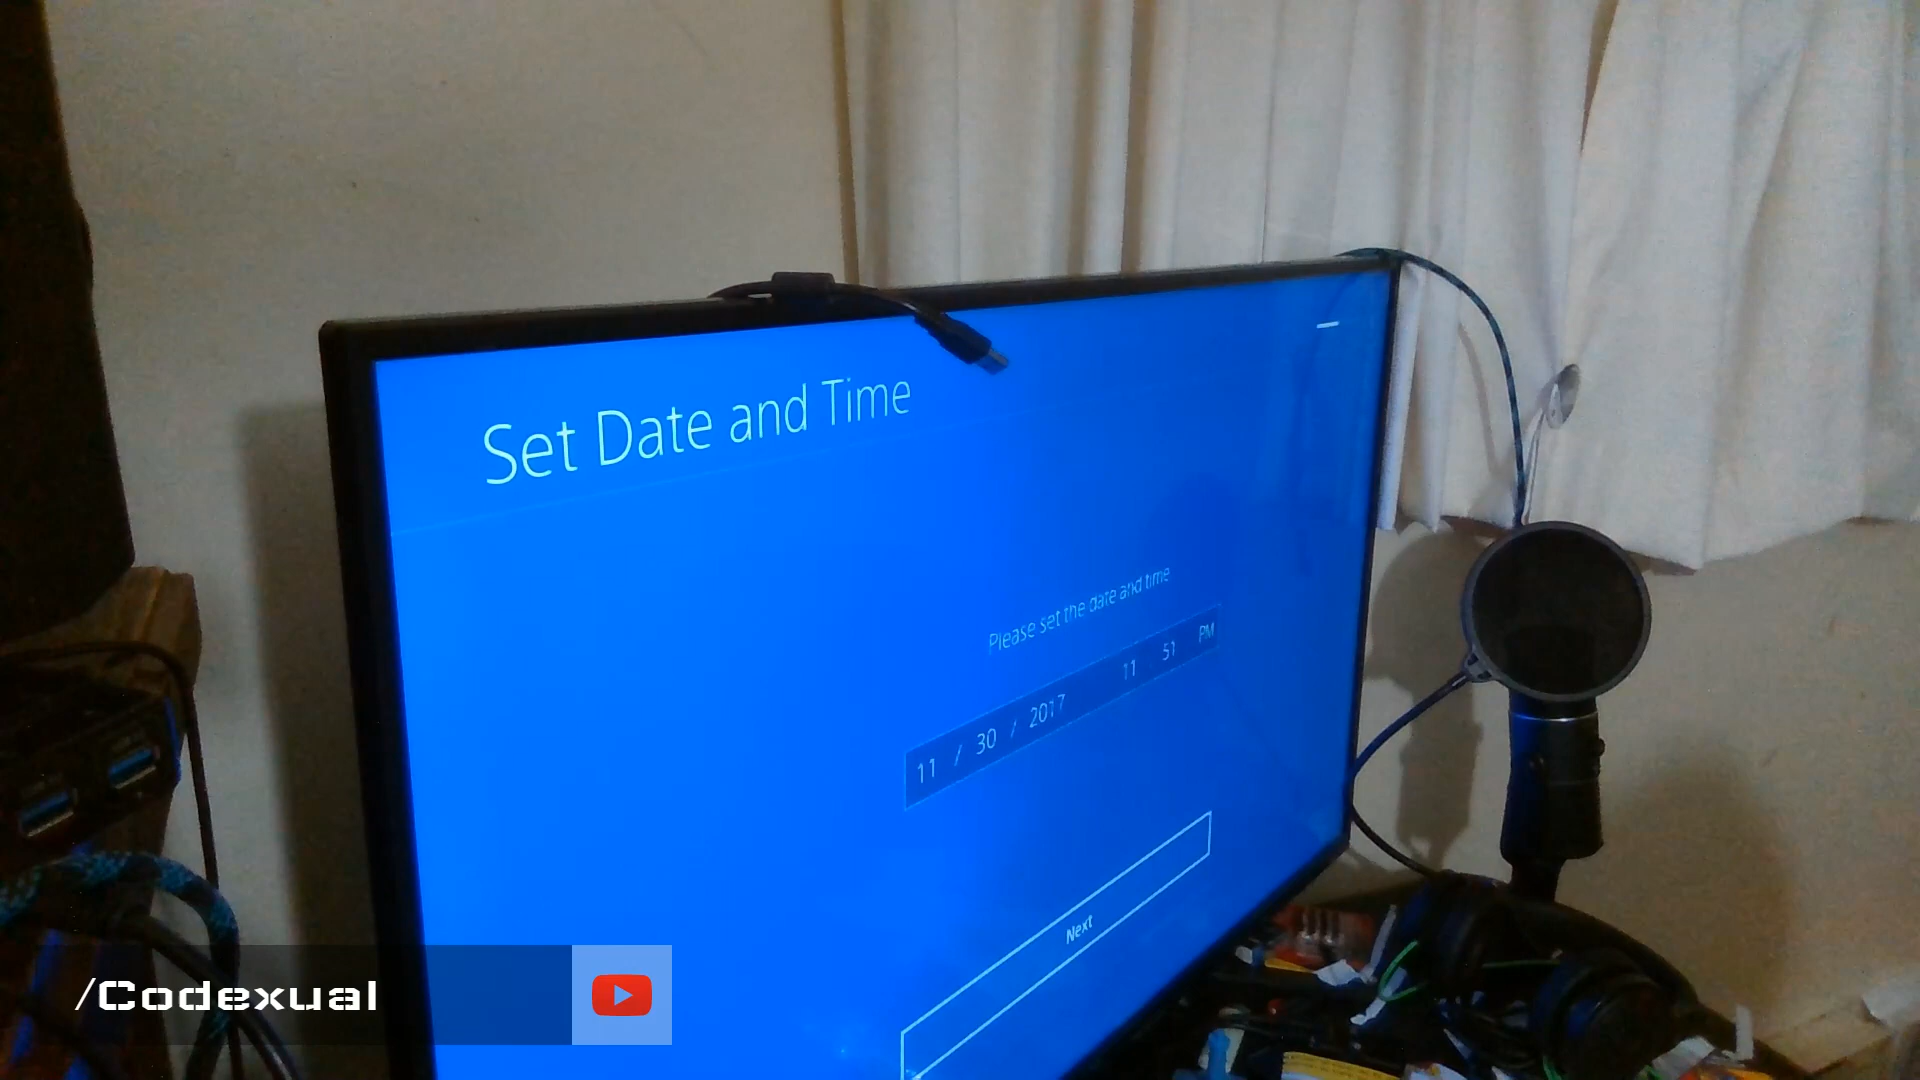 Set Date and Time
Please set the date and time
11 / 30 / 2017 11 51 PM
Next
/Codexual